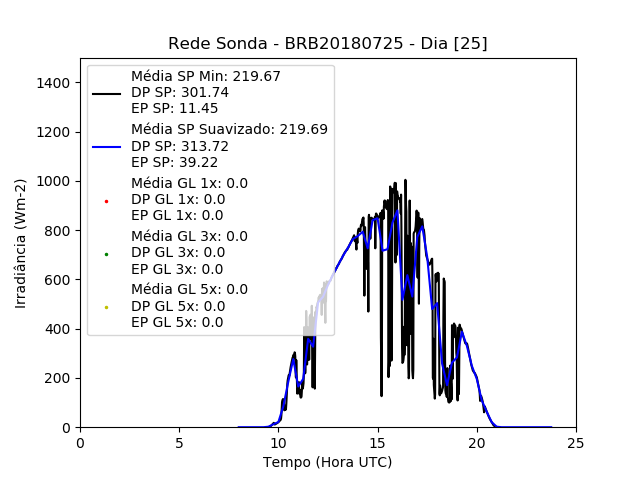 Rede Sonda - BRB20180725 - Dia [25]
Média SP Min: 219.67
DP SP: 301.74
EP SP: 11.45
Média SP Suavizado: 219.69
DP SP: 313.72
EP SP: 39.22
Média GL 1x: 0.0
DP GL 1x: 0.0
EP GL 1x: 0.0
Média GL 3x: 0.0
DP GL 3x: 0.0
EP GL 3x: 0.0
Média GL 5x: 0.0
DP GL 5x: 0.0
EP GL 5x: 0.0
Irradiância (Wm-2)
1400
1200
1000
800
600
400
200
0
0 5 10 15 20 25
Tempo (Hora UTC)